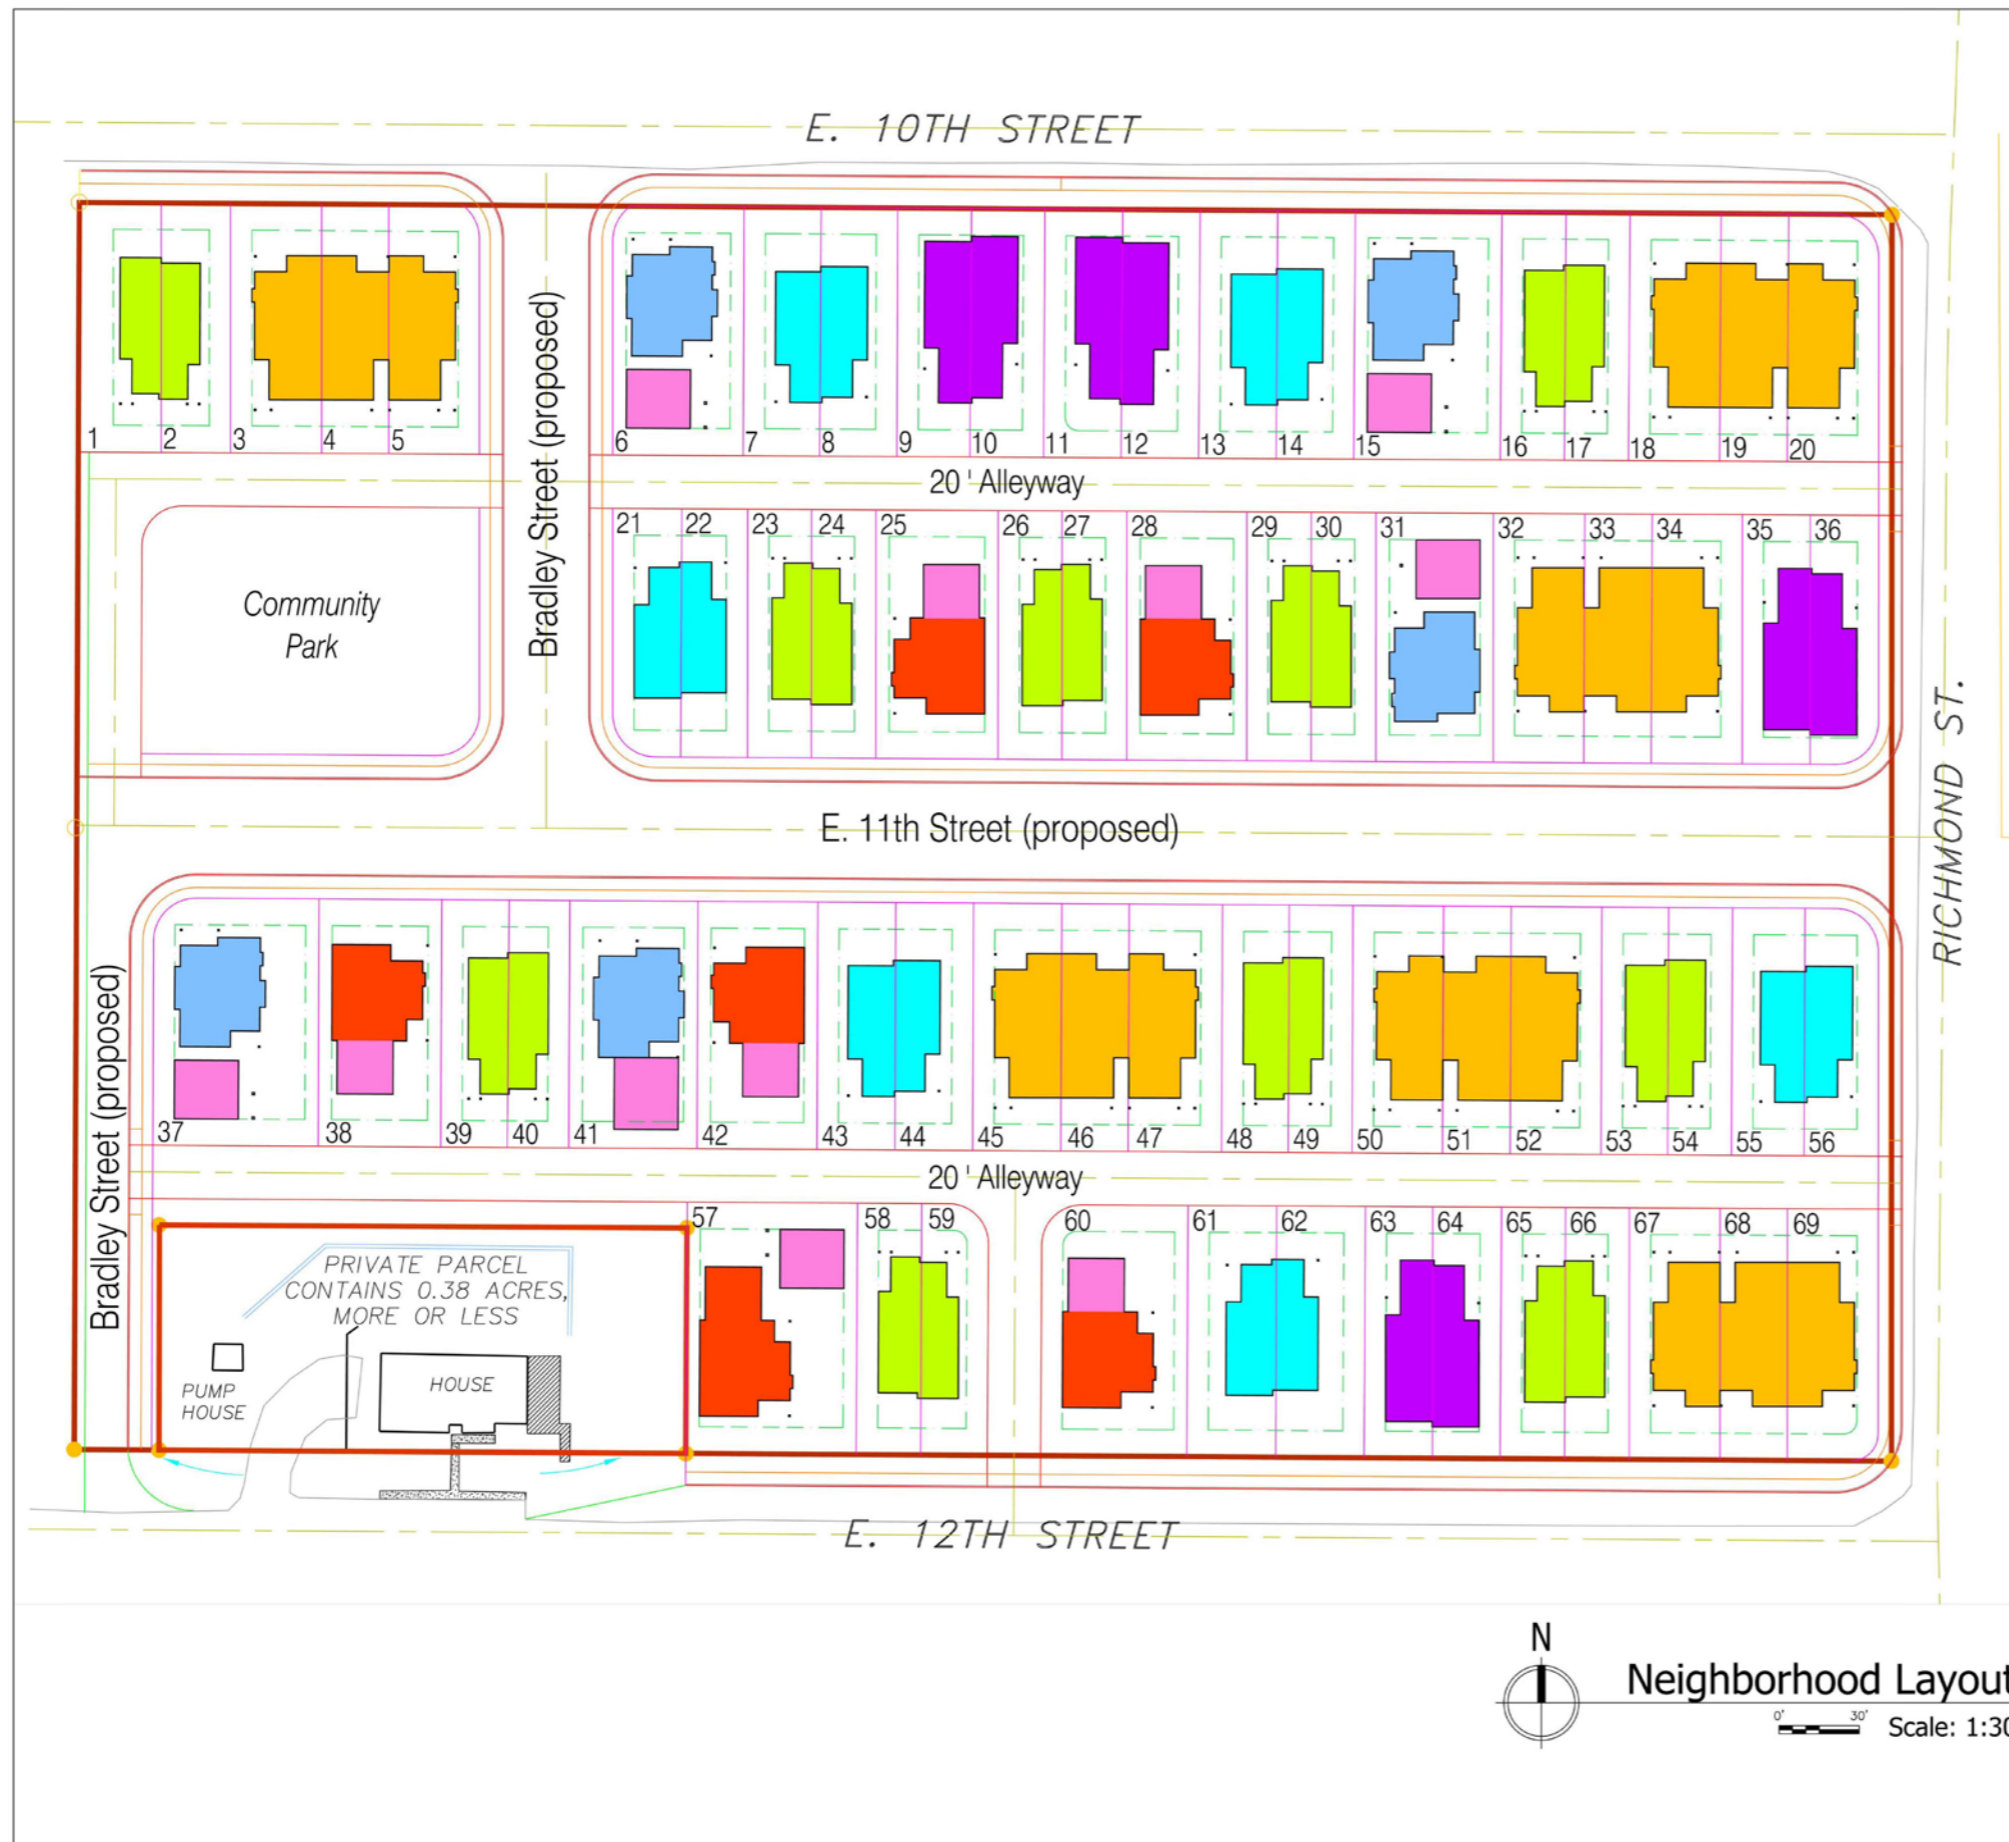 E. 10TH STREET
Bradley Street (proposed)
1 2 3 4 5
6 7 8 9 10 11 12 13 14 15 16 17 18 19 20
20 ' Alleyway
21 22 23 24 25 26 27 28 29 30 31 32 33 34 35 36
Community
Park
RICHMOND ST.
E. 11th Street (proposed)
Bradley Street (proposed)
37 38 39 40 41 42 43 44 45 46 47 48 49 50 51 52 53 54 55 56
20 ' Alleyway
57 58 59 60 61 62 63 64 65 66 67 68 69
PRIVATE PARCEL
CONTAINS 0.38 ACRES,
MORE OR LESS
PUMP
HOUSE
HOUSE
E. 12TH STREET
N
Neighborhood Layout
0' 30'
Scale: 1:30